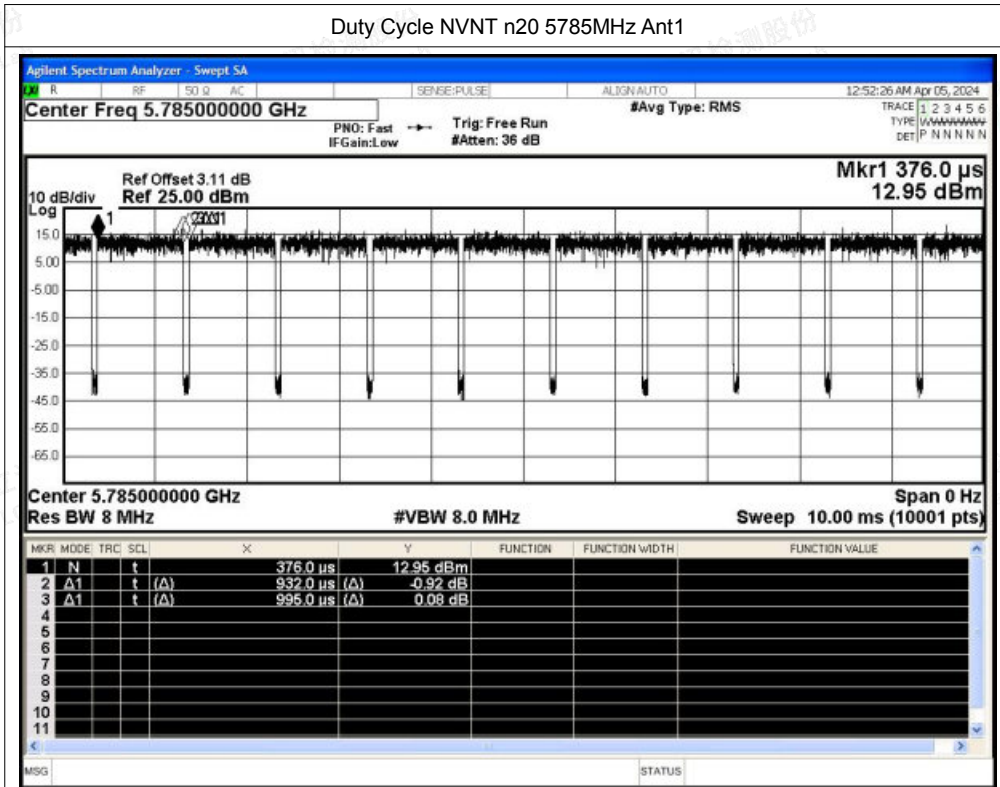 Duty Cycle NVNT n20 5785MHz Ant1
Agilent Spectrum Analyzer - Swept SA
R RF 50 Ω AC SENSE:PULSE ALIGNAUTO 12:52:26 AM Apr 05, 2024
Center Freq 5.785000000 GHz #Avg Type: RMS TRACE 1 2 3 4 5 6
PNO: Fast Trig: Free Run TYPE
IFGain:Low #Atten: 36 dB DET P N N N N N
Mkr1 376.0 µs
Ref Offset 3.11 dB
10 dB/div Ref 25.00 dBm 12.95 dBm
Log
1
15.0
5.00
-5.00
-15.0
-25.0
-35.0
-45.0
-55.0
-65.0
Center 5.785000000 GHz Span 0 Hz
Res BW 8 MHz #VBW 8.0 MHz Sweep 10.00 ms (10001 pts)
MKR MODE TRC SCL X Y FUNCTION FUNCTION WIDTH FUNCTION VALUE
1 N t 376.0 µs 12.95 dBm
2 Δ1 t (Δ) 932.0 µs (Δ) -0.92 dB
3 Δ1 t (Δ) 995.0 µs (Δ) 0.08 dB
4
5
6
7
8
9
10
11
MSG STATUS